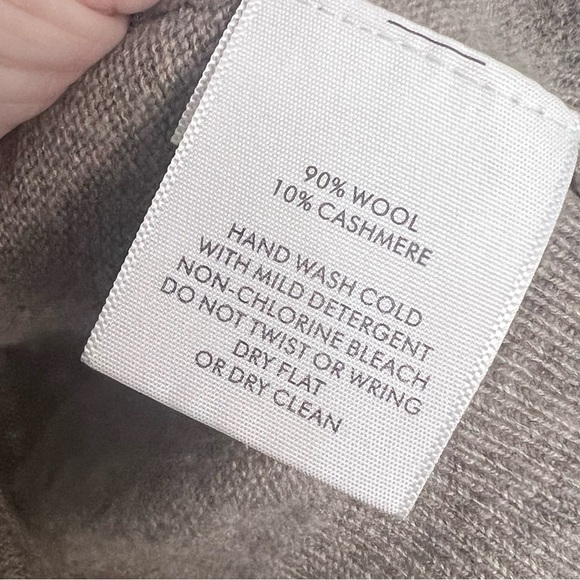 90% WOOL
10% CASHMERE
HAND WASH COLD
WITH MILD DETERGENT
NON-CHLORINE BLEACH
DO NOT TWIST OR WRING
DRY FLAT
OR DRY CLEAN